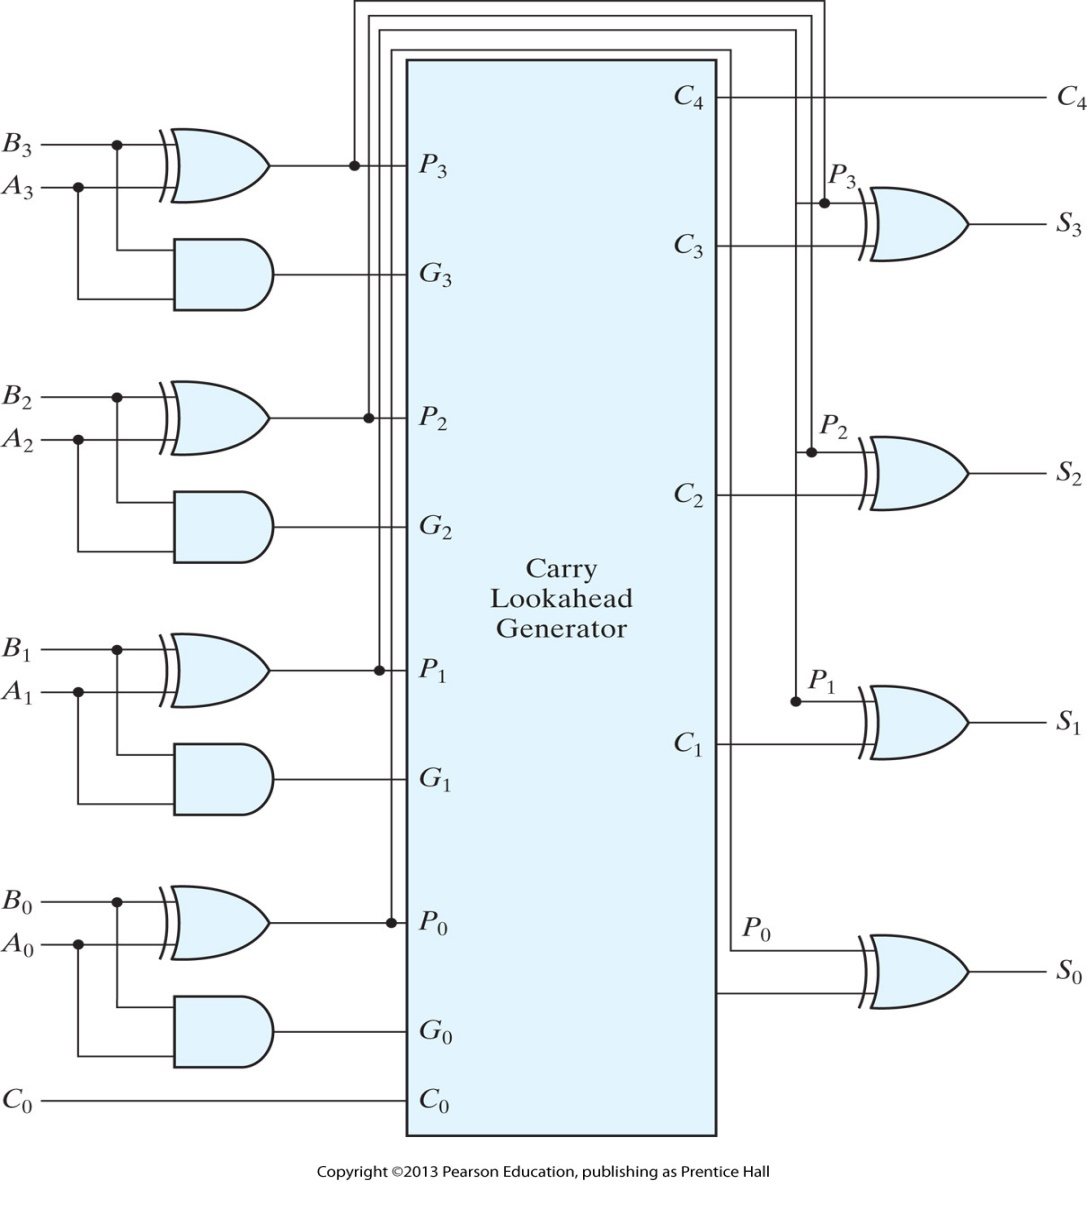 C₄ C₄
B₃
A₃
P₃ P₃
S₃
C₃
G₃
B₂
A₂
P₂ P₂
S₂
C₂
G₂
Carry
Lookahead
Generator
B₁
A₁
P₁ P₁
S₁
C₁
G₁
B₀
A₀
P₀ P₀
S₀
G₀
C₀ C₀
Copyright ©2013 Pearson Education, publishing as Prentice Hall